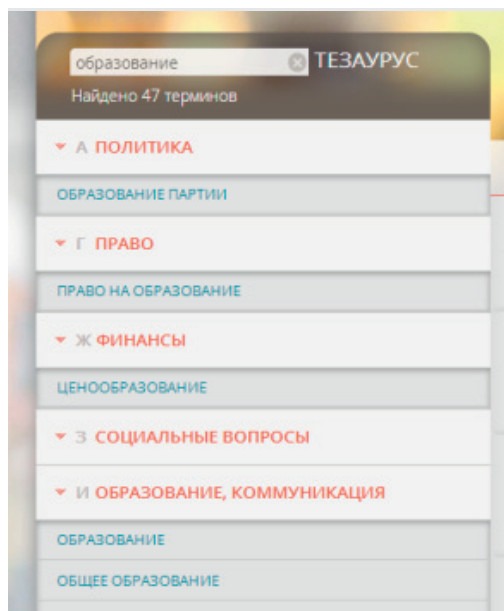 образование ТЕЗАУРУС
Найдено 47 терминов
А ПОЛИТИКА
ОБРАЗОВАНИЕ ПАРТИИ
Г ПРАВО
ПРАВО НА ОБРАЗОВАНИЕ
Ж ФИНАНСЫ
ЦЕНООБРАЗОВАНИЕ
З СОЦИАЛЬНЫЕ ВОПРОСЫ
И ОБРАЗОВАНИЕ, КОММУНИКАЦИЯ
ОБРАЗОВАНИЕ
ОБЩЕЕ ОБРАЗОВАНИЕ